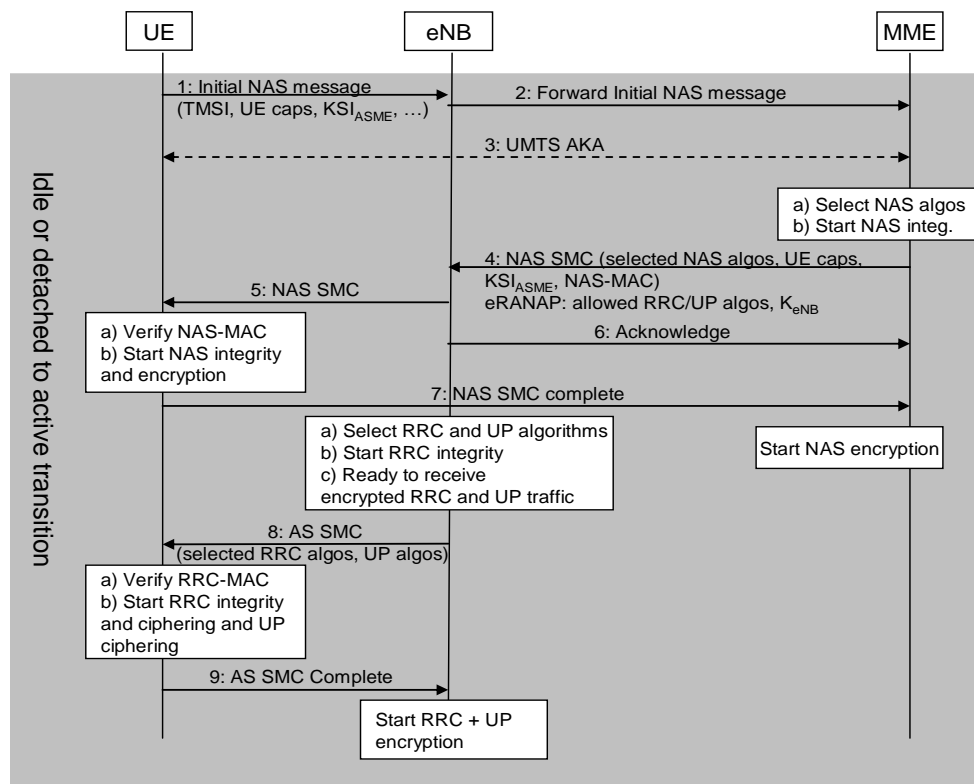 UE
eNB
MME
Idle or detached to active transition
1: Initial NAS message
(TMSI, UE caps, KSI_ASME, …)
2: Forward Initial NAS message
3: UMTS AKA
a) Select NAS algos
b) Start NAS integ.
4: NAS SMC (selected NAS algos, UE caps,
KSI_ASME, NAS-MAC)
eRANAP: allowed RRC/UP algos, K_eNB
5: NAS SMC
a) Verify NAS-MAC
b) Start NAS integrity
and encryption
6: Acknowledge
7: NAS SMC complete
a) Select RRC and UP algorithms
b) Start RRC integrity
c) Ready to receive
encrypted RRC and UP traffic
Start NAS encryption
8: AS SMC
(selected RRC algos, UP algos)
a) Verify RRC-MAC
b) Start RRC integrity
and ciphering and UP
ciphering
9: AS SMC Complete
Start RRC + UP
encryption